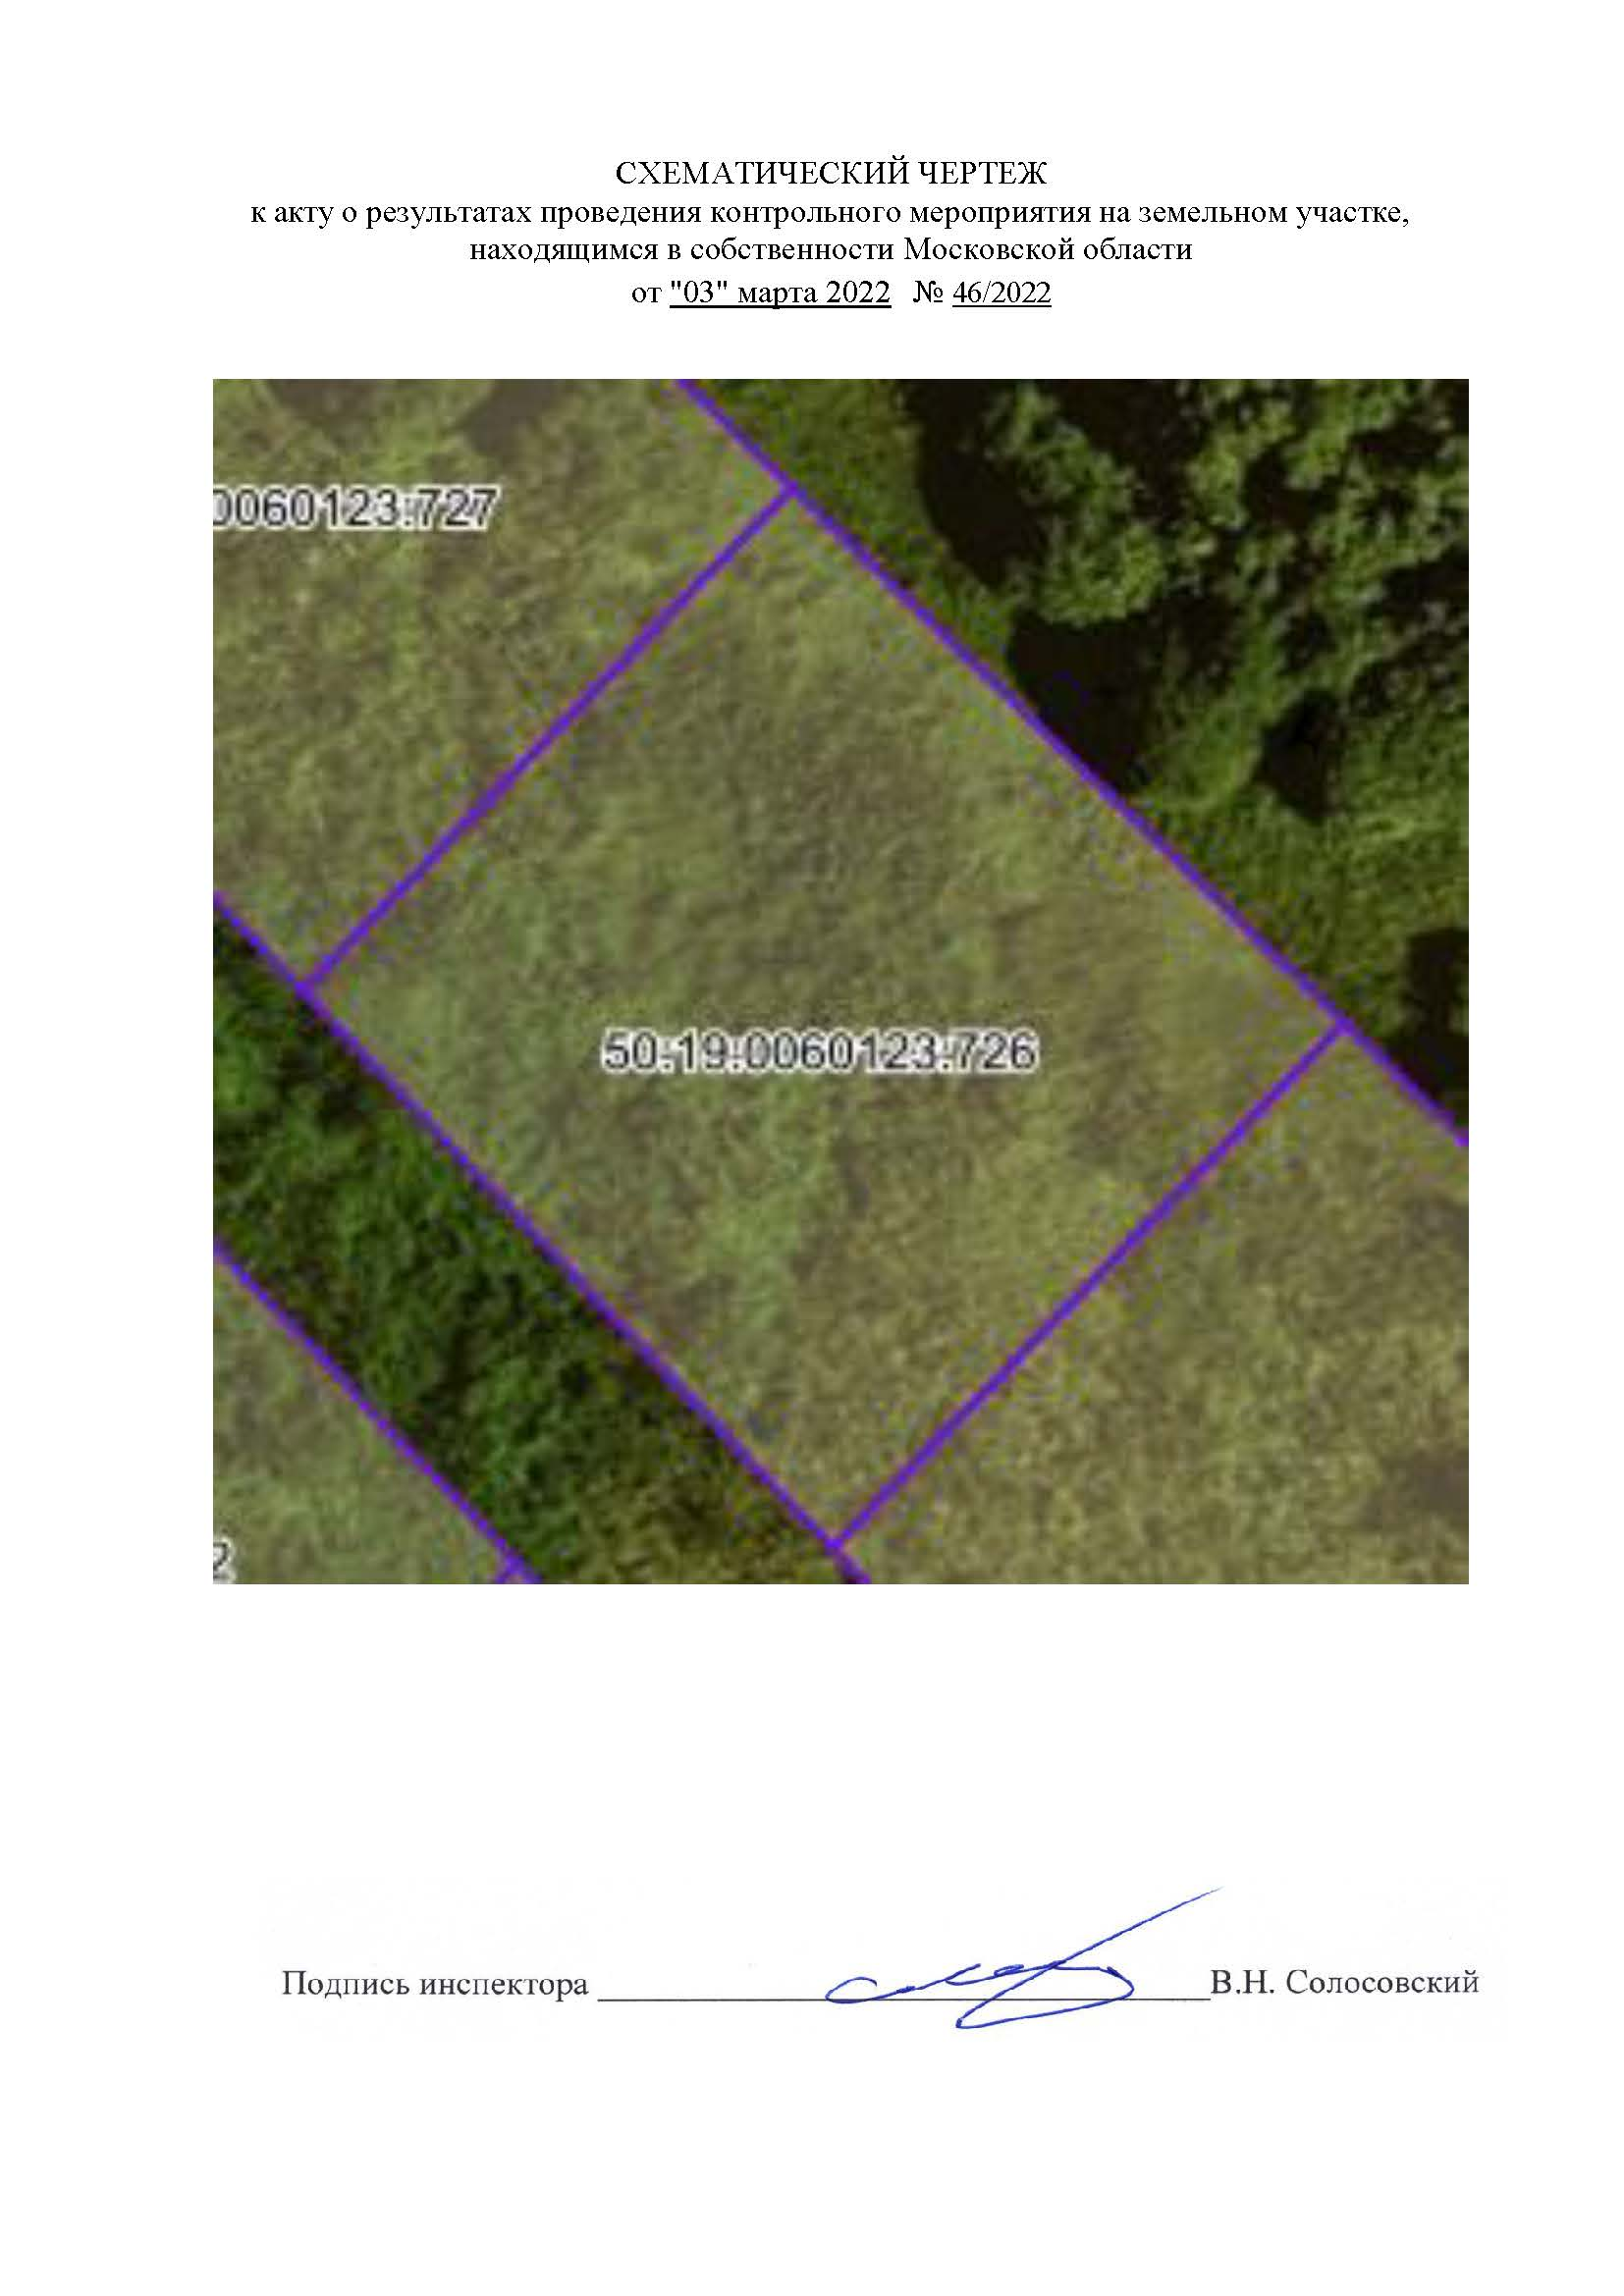 СХЕМАТИЧЕСКИЙ ЧЕРТЕЖ
к акту о результатах проведения контрольного мероприятия на земельном участке,
находящимся в собственности Московской области
от "03" марта 2022 № 46/2022
0060123:727
50:19:0060123:726
2
Подпись инспектора В.Н. Солосовский